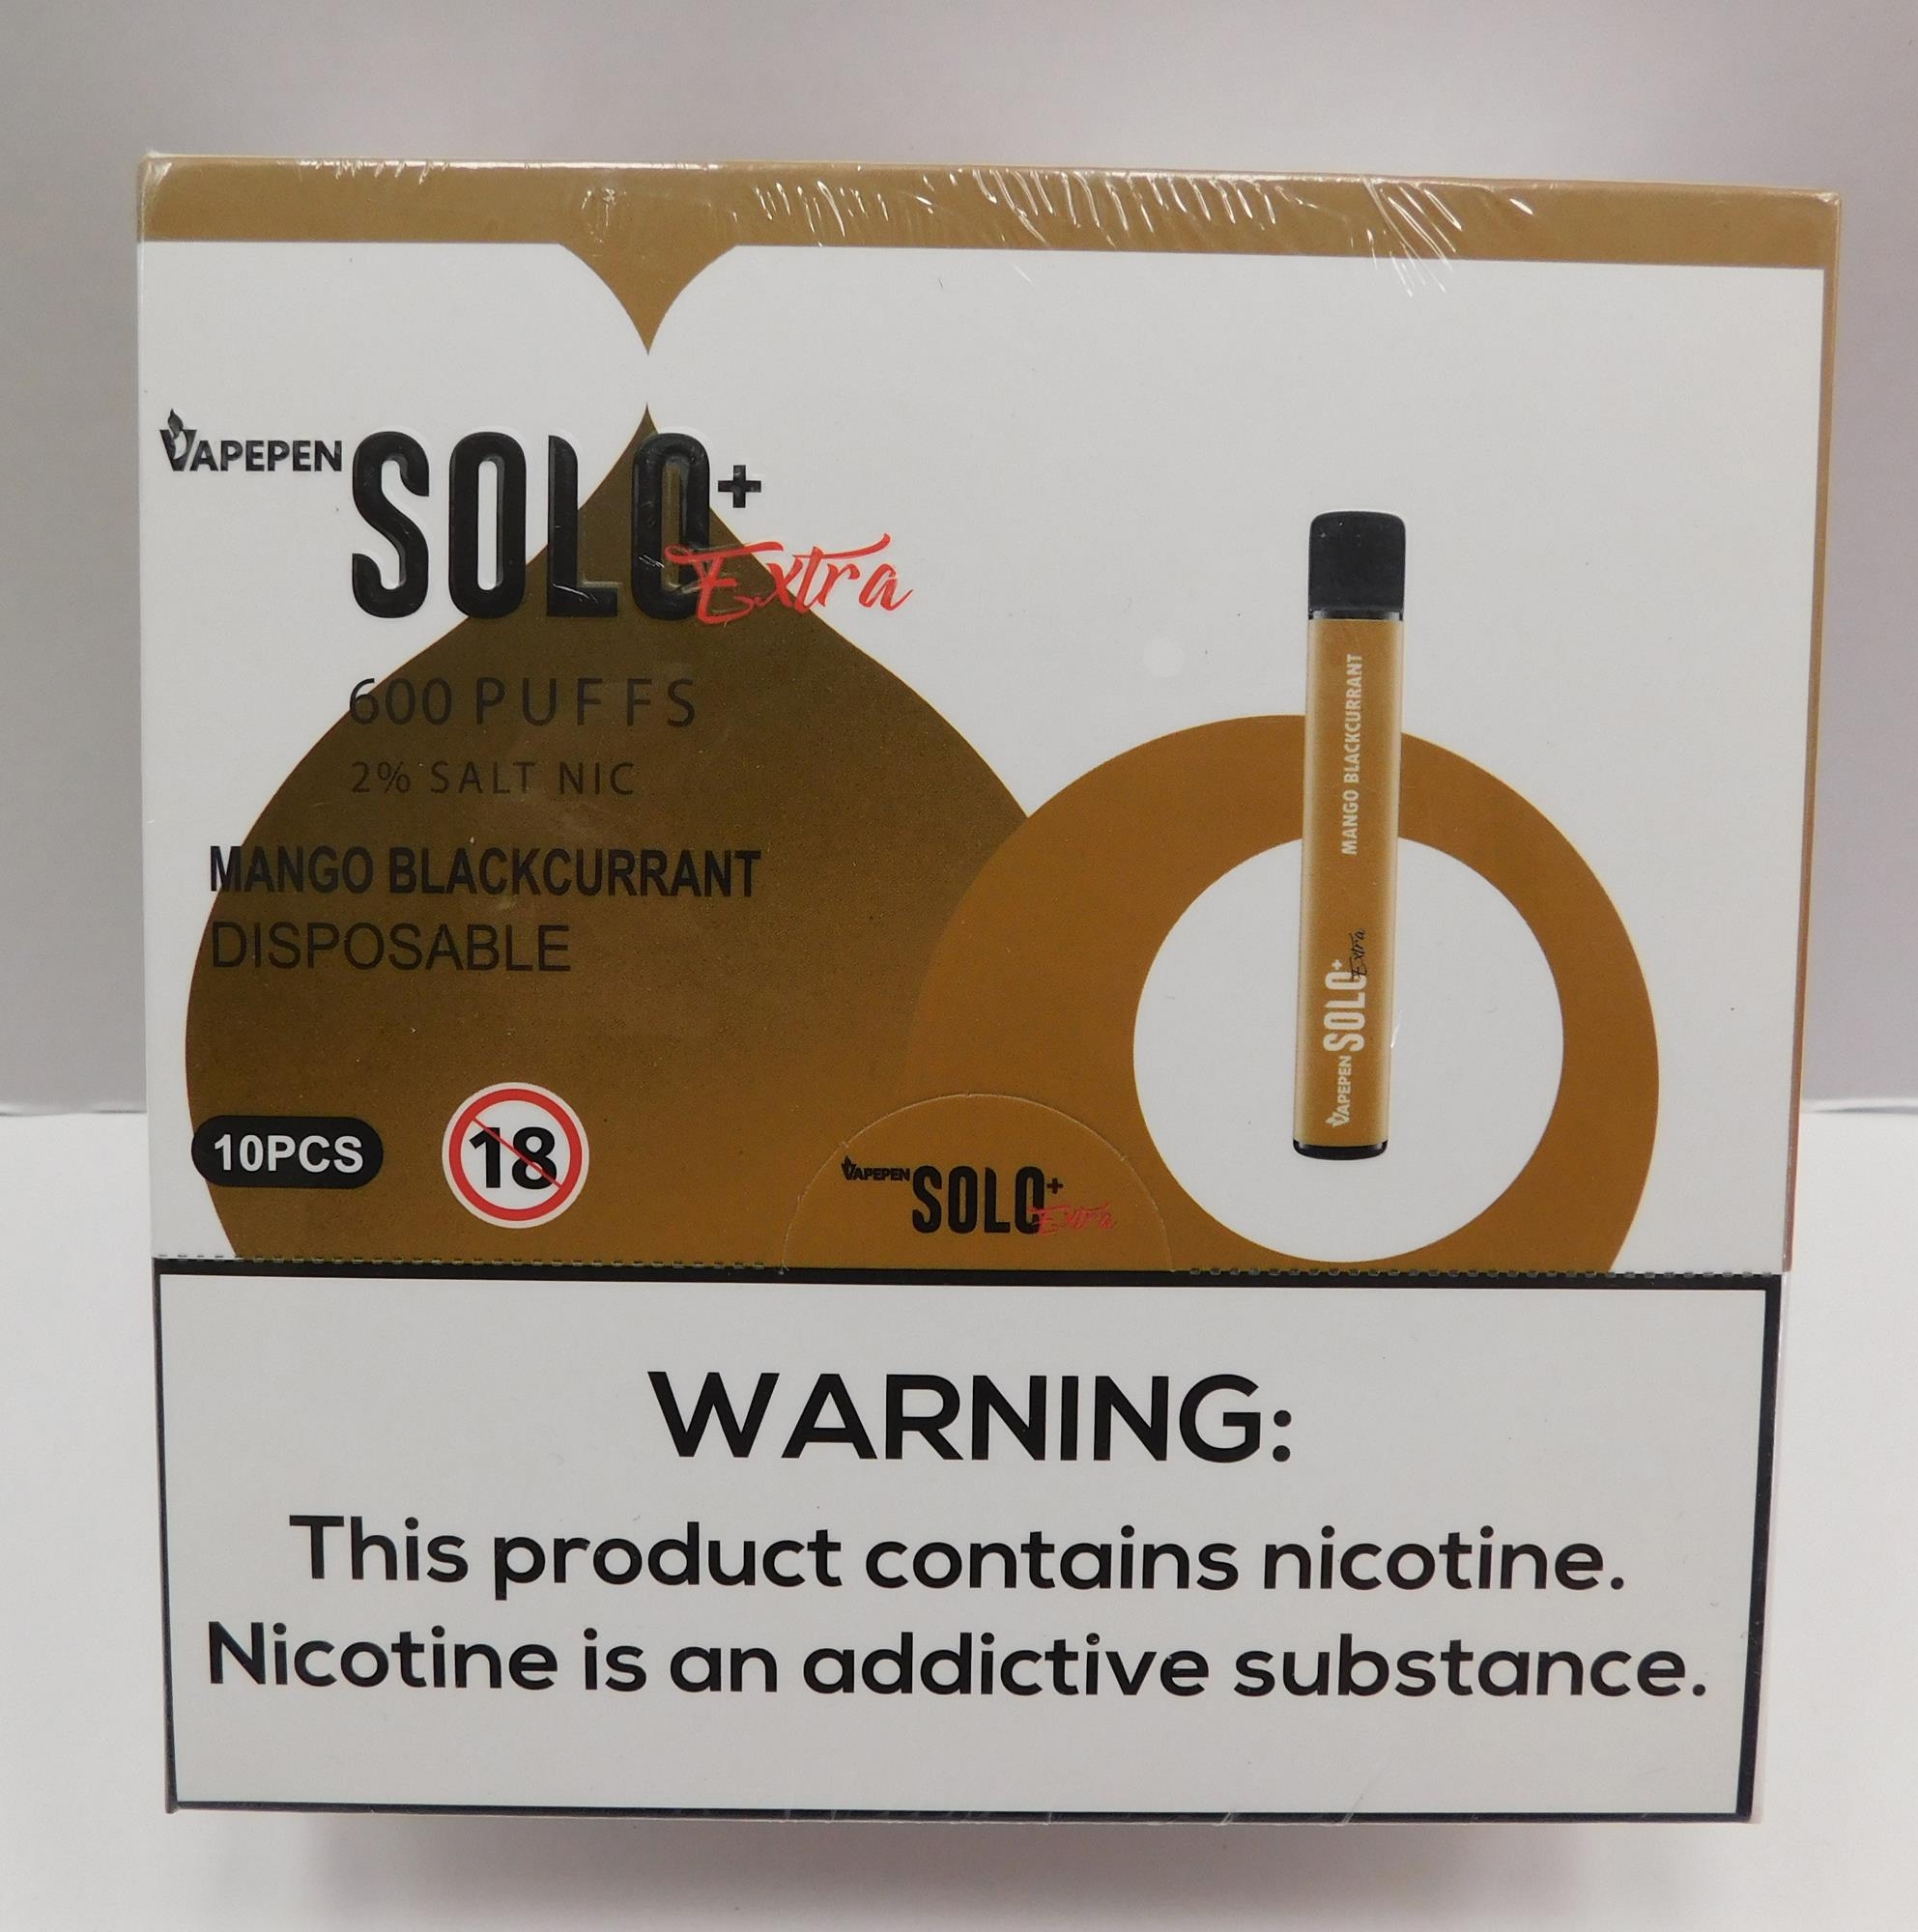 VAPEPEN SOLO+
Extra
600 PUFFS
2% SALT NIC
MANGO BLACKCURRANT
DISPOSABLE
10PCS
18
MANGO BLACKCURRANT
VAPEPEN SOLO+ Extra
VAPEPEN SOLO+
Extra
WARNING:
This product contains nicotine.
Nicotine is an addictive substance.